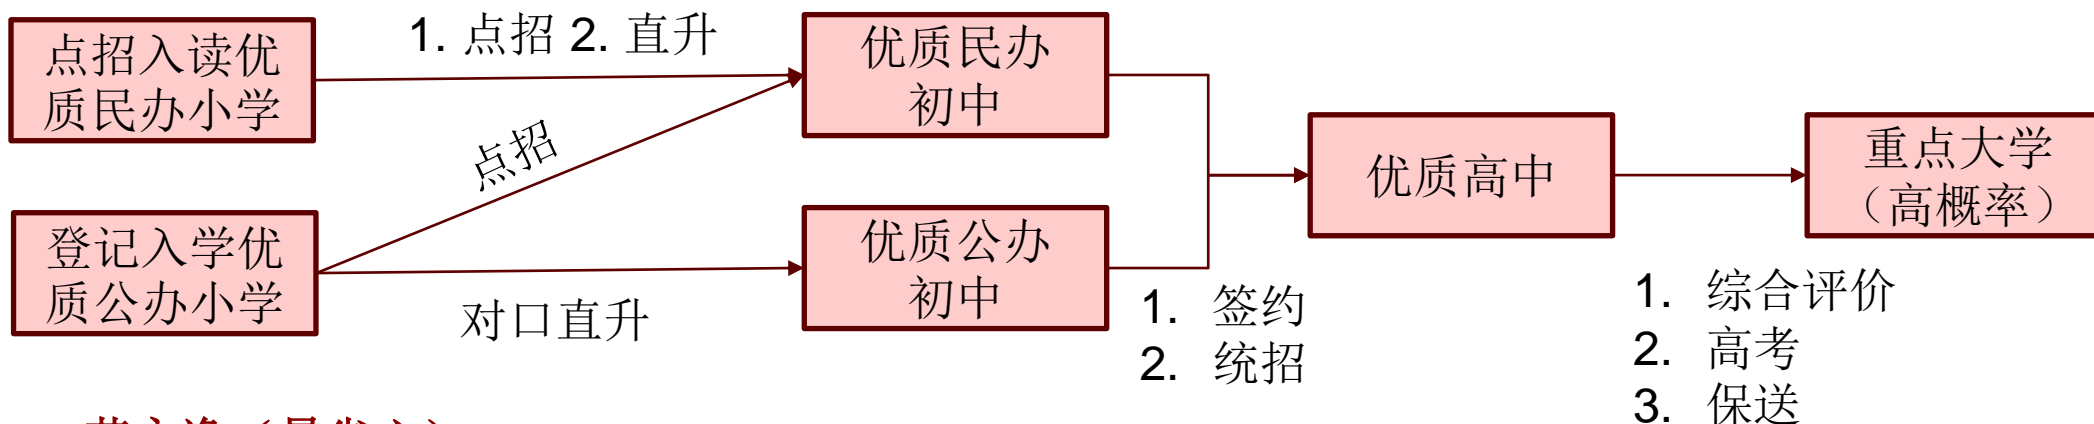 点招入读优
质民办小学
1. 点招 2. 直升
优质民办
初中
点招
登记入学优
质公办小学
对口直升
优质公办
初中
1. 签约
2. 统招
优质高中
重点大学
（高概率）
1. 综合评价
2. 高考
3. 保送